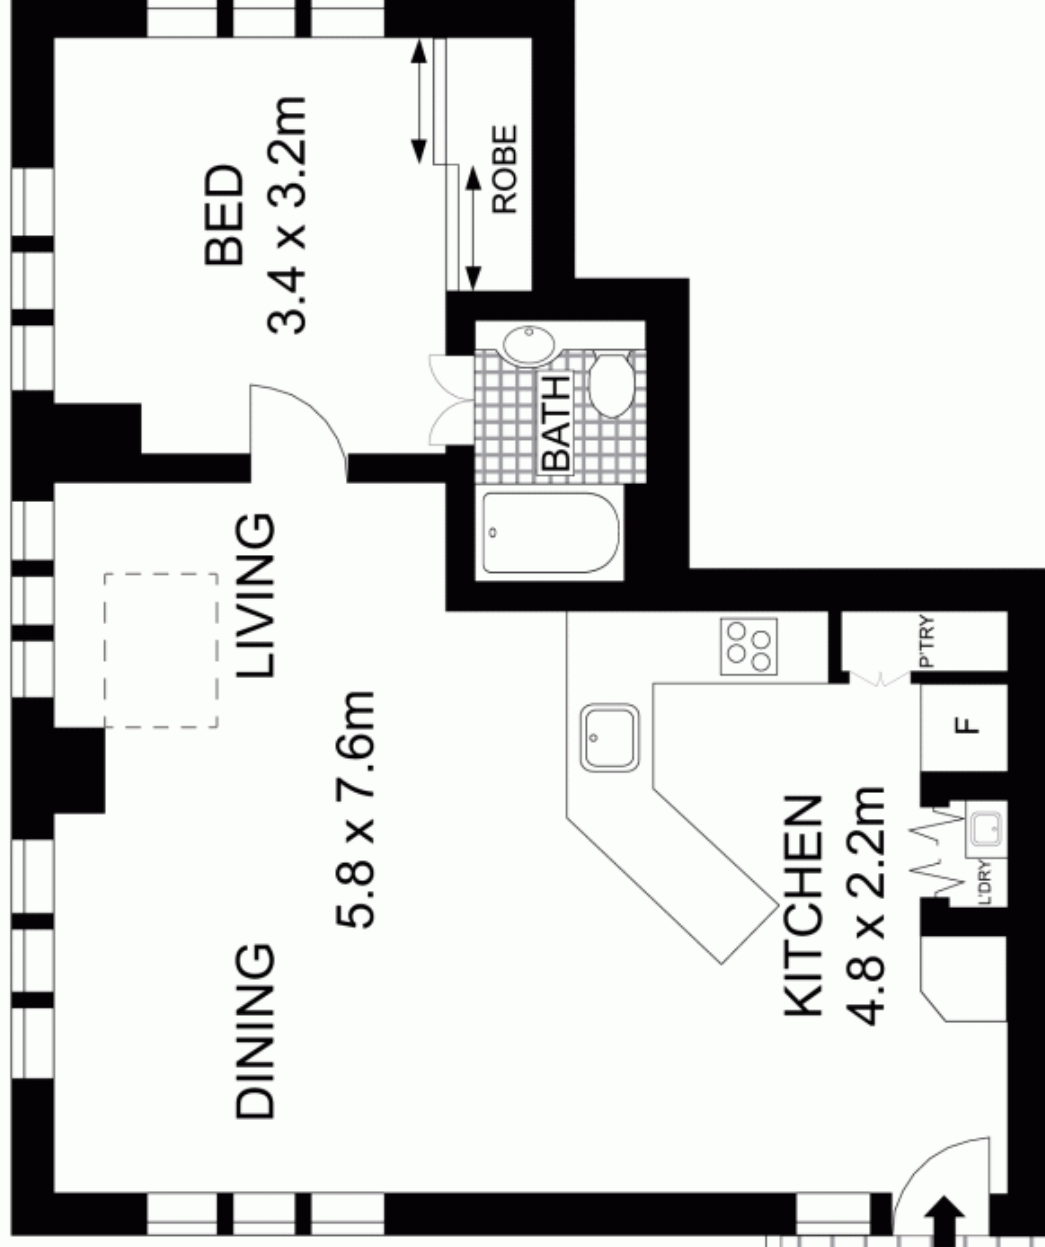 BED
3.4 x 3.2m
ROBE
BATH
LIVING
5.8 x 7.6m
DINING
KITCHEN
4.8 x 2.2m
P'TRY
F
L'DRY